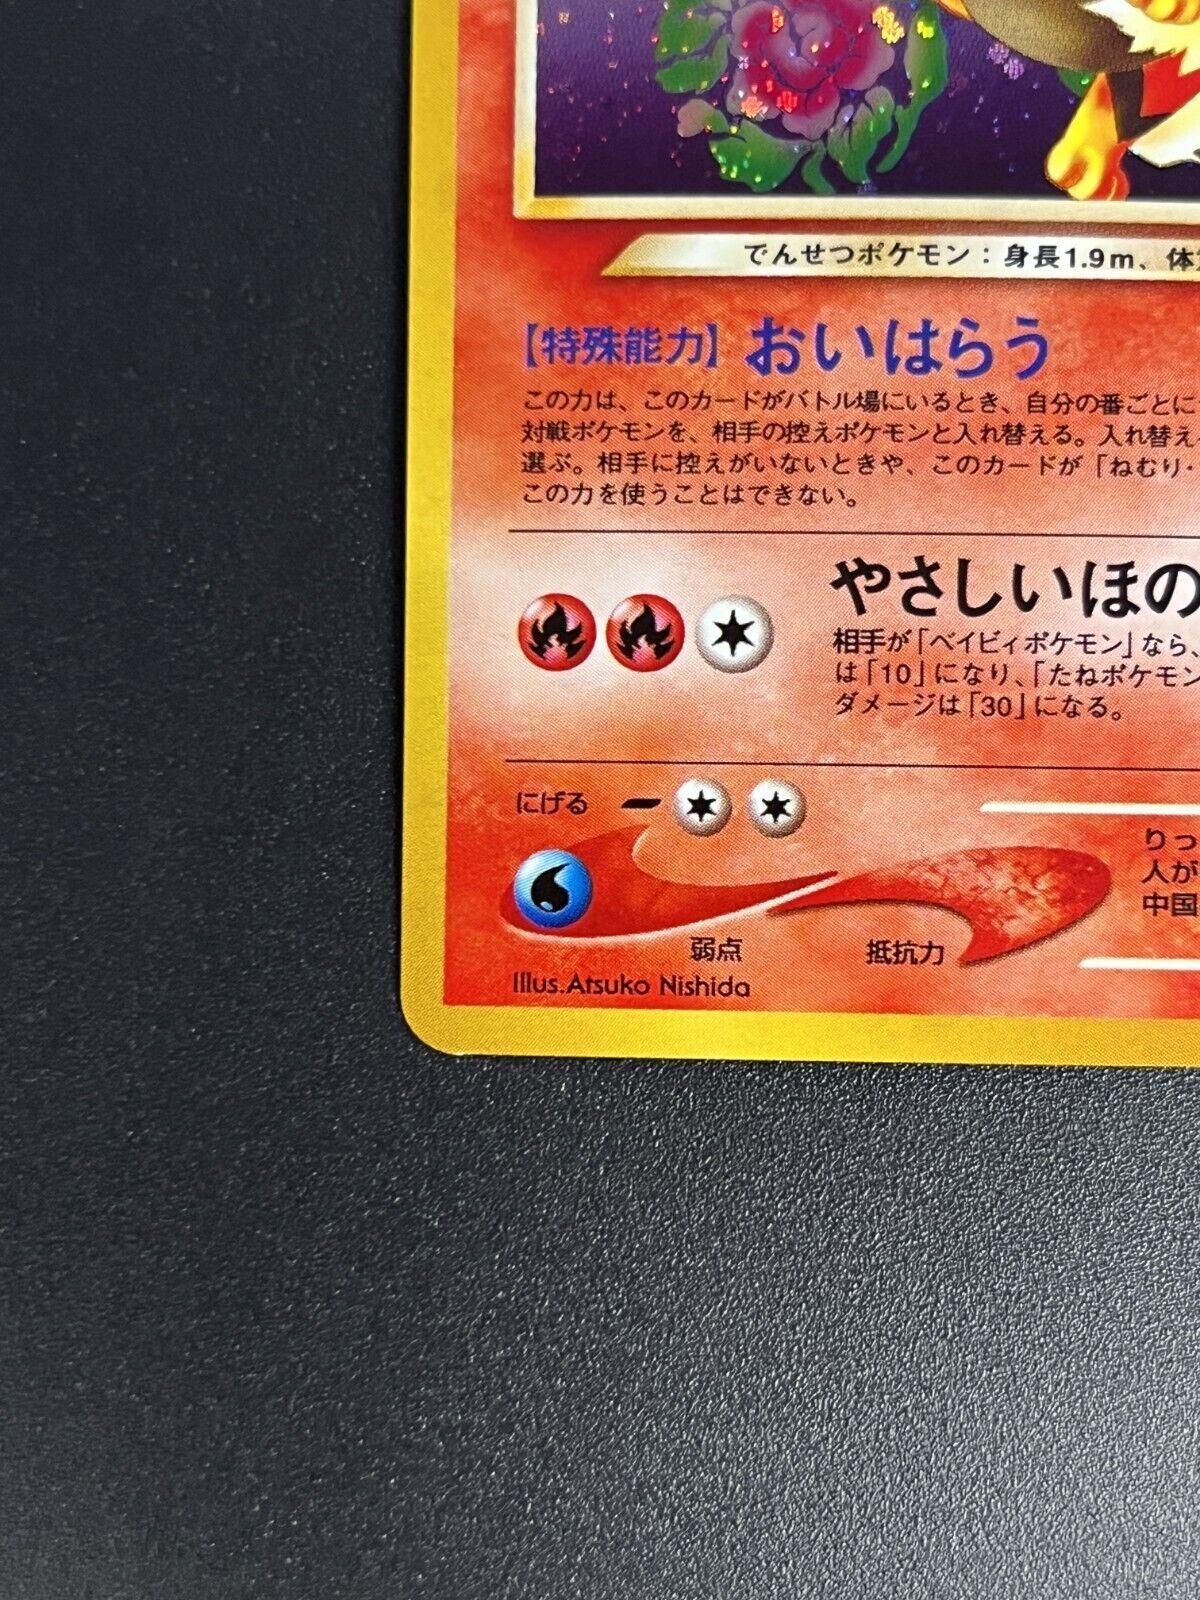 でんせつポケモン：身長1.9m、体
【特殊能力】おいはらう
この力は、このカードがバトル場にいるとき、自分の番ごとに
対戦ポケモンを、相手の控えポケモンと入れ替える。入れ替え
選ぶ。相手に控えがいないときや、このカードが「ねむり・
この力を使うことはできない。
やさしいほの
相手が「ベイビィポケモン」なら、
は「10」になり、「たねポケモン
ダメージは「30」になる。
にげる
りっ
人が
中国
弱点 抵抗力
Illus.Atsuko Nishida